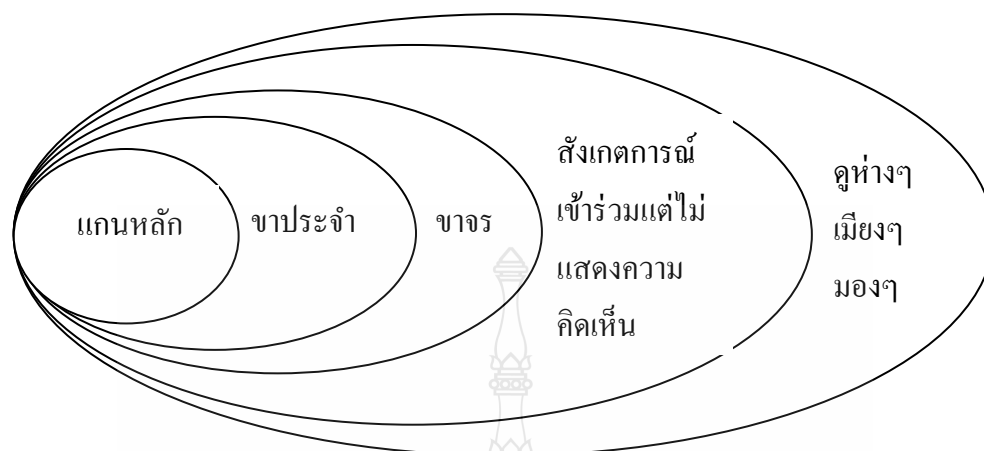 แกนหลัก
ขาประจำ
ขาจร
สังเกตการณ์
เข้าร่วมแต่ไม่
แสดงความ
คิดเห็น
ดูห่างๆ
เมียงๆ
มองๆ